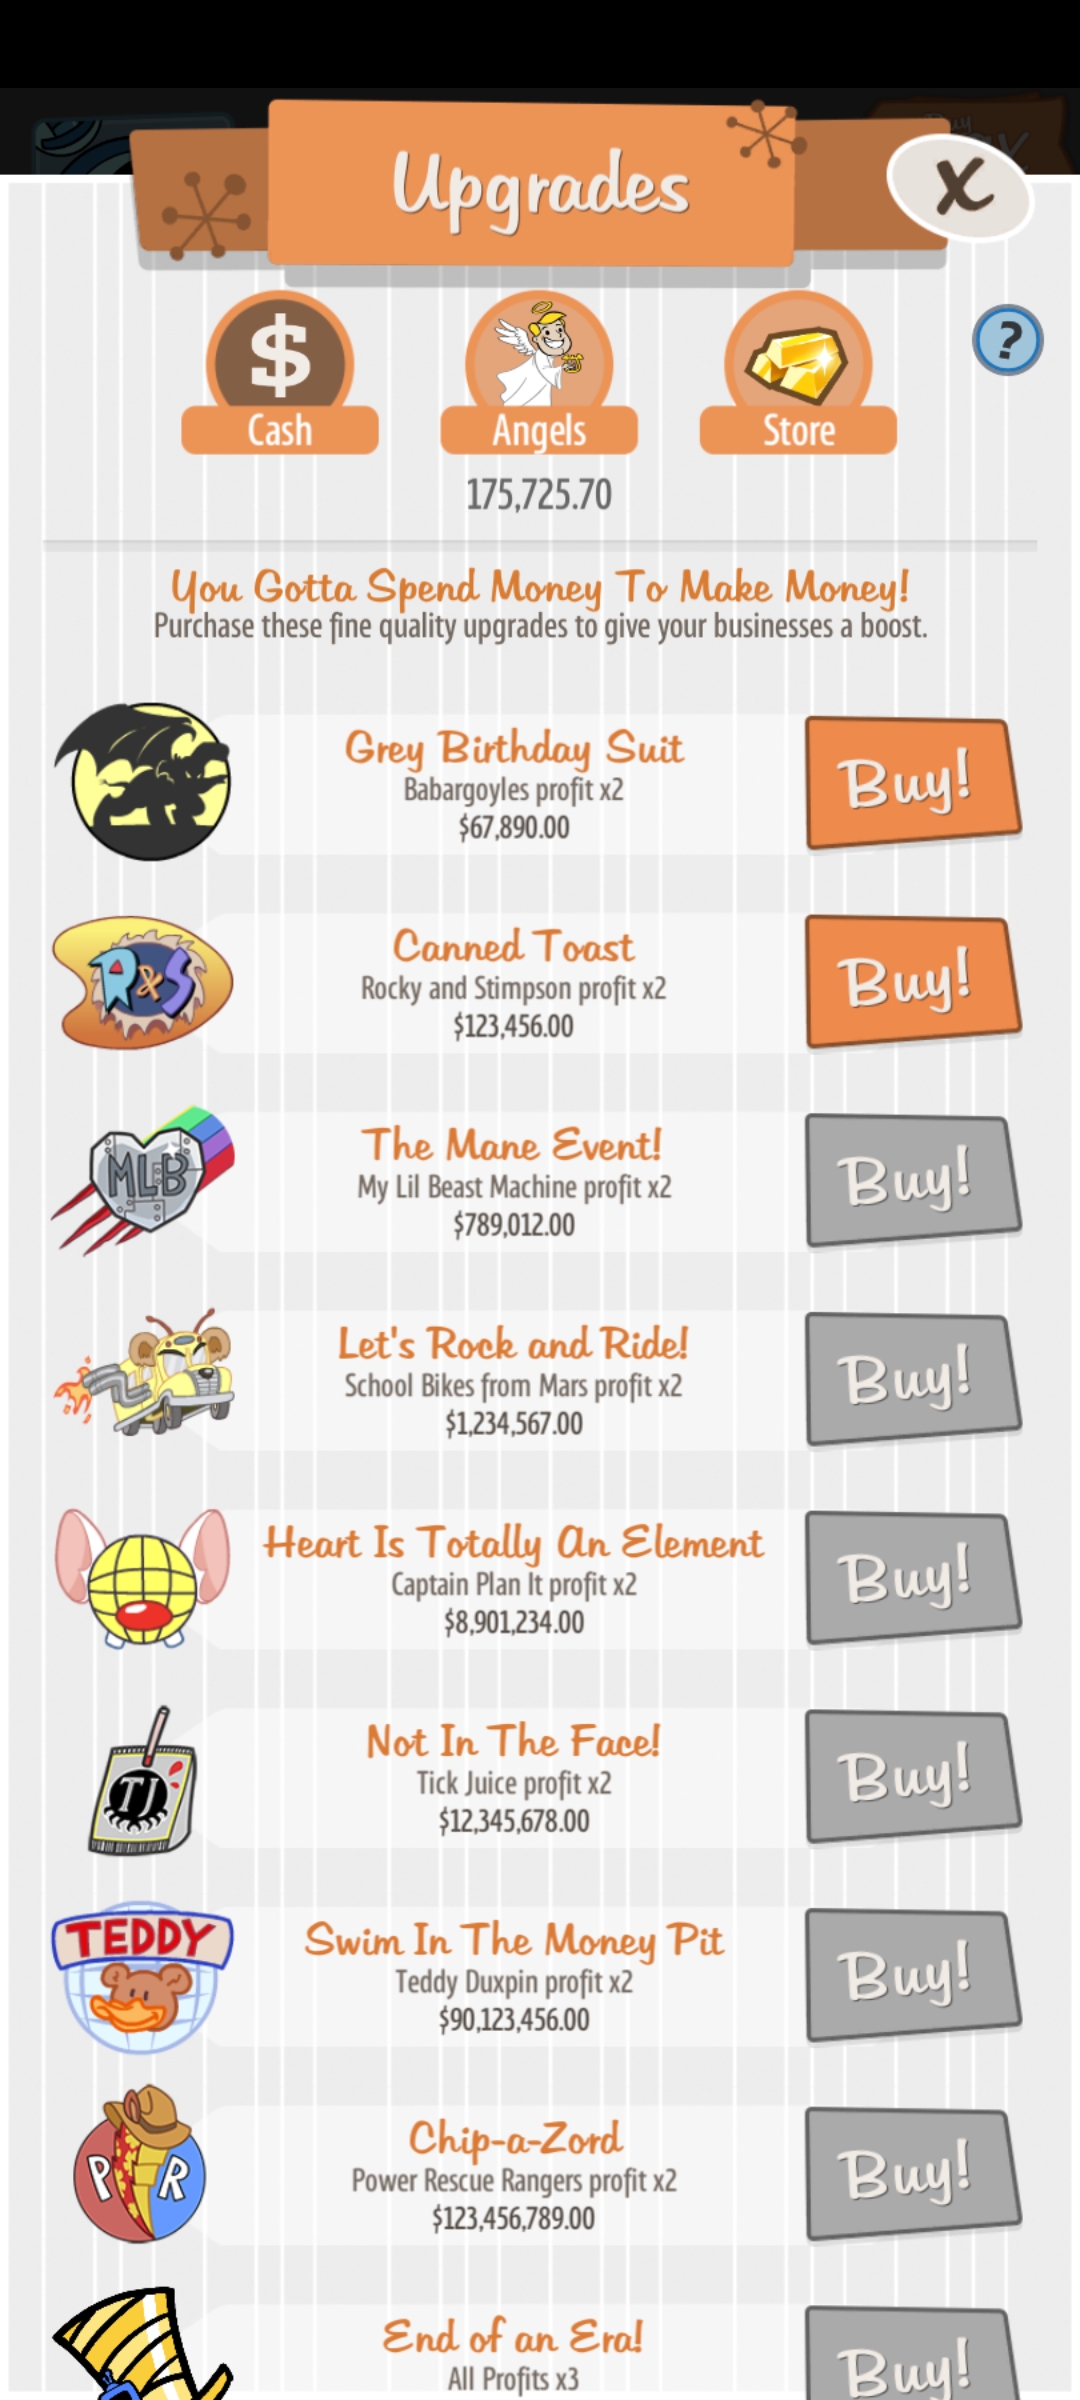 Upgrades
X
$
Cash
Angels
Store
?
175,725.70
You Gotta Spend Money To Make Money!
Purchase these fine quality upgrades to give your businesses a boost.
Grey Birthday Suit
Babargoyles profit x2
$67,890.00
Buy!
R&S
Canned Toast
Rocky and Stimpson profit x2
$123,456.00
Buy!
MLB
The Mane Event!
My Lil Beast Machine profit x2
$789,012.00
Buy!
Let's Rock and Ride!
School Bikes from Mars profit x2
$1,234,567.00
Buy!
Heart Is Totally An Element
Captain Plan It profit x2
$8,901,234.00
Buy!
TJ
Not In The Face!
Tick Juice profit x2
$12,345,678.00
Buy!
TEDDY
Swim In The Money Pit
Teddy Duxpin profit x2
$90,123,456.00
Buy!
P R
Chip-a-Zord
Power Rescue Rangers profit x2
$123,456,789.00
Buy!
End of an Era!
All Profits x3
Buy!